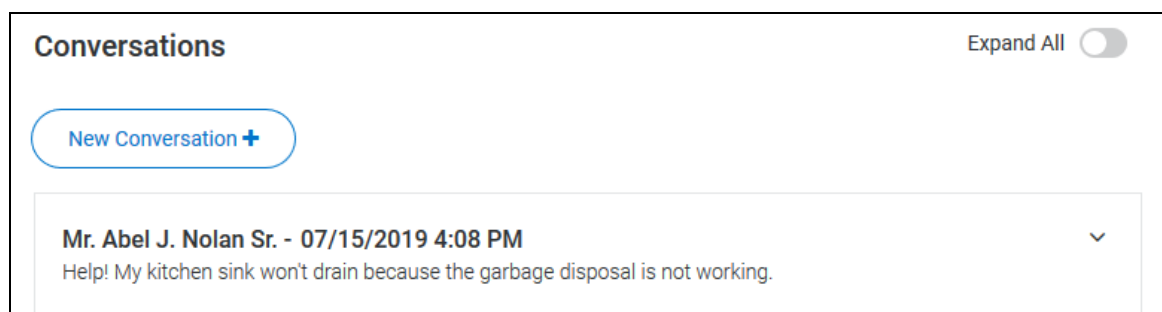 Conversations
Expand All
New Conversation +
Mr. Abel J. Nolan Sr. - 07/15/2019 4:08 PM
Help! My kitchen sink won't drain because the garbage disposal is not working.